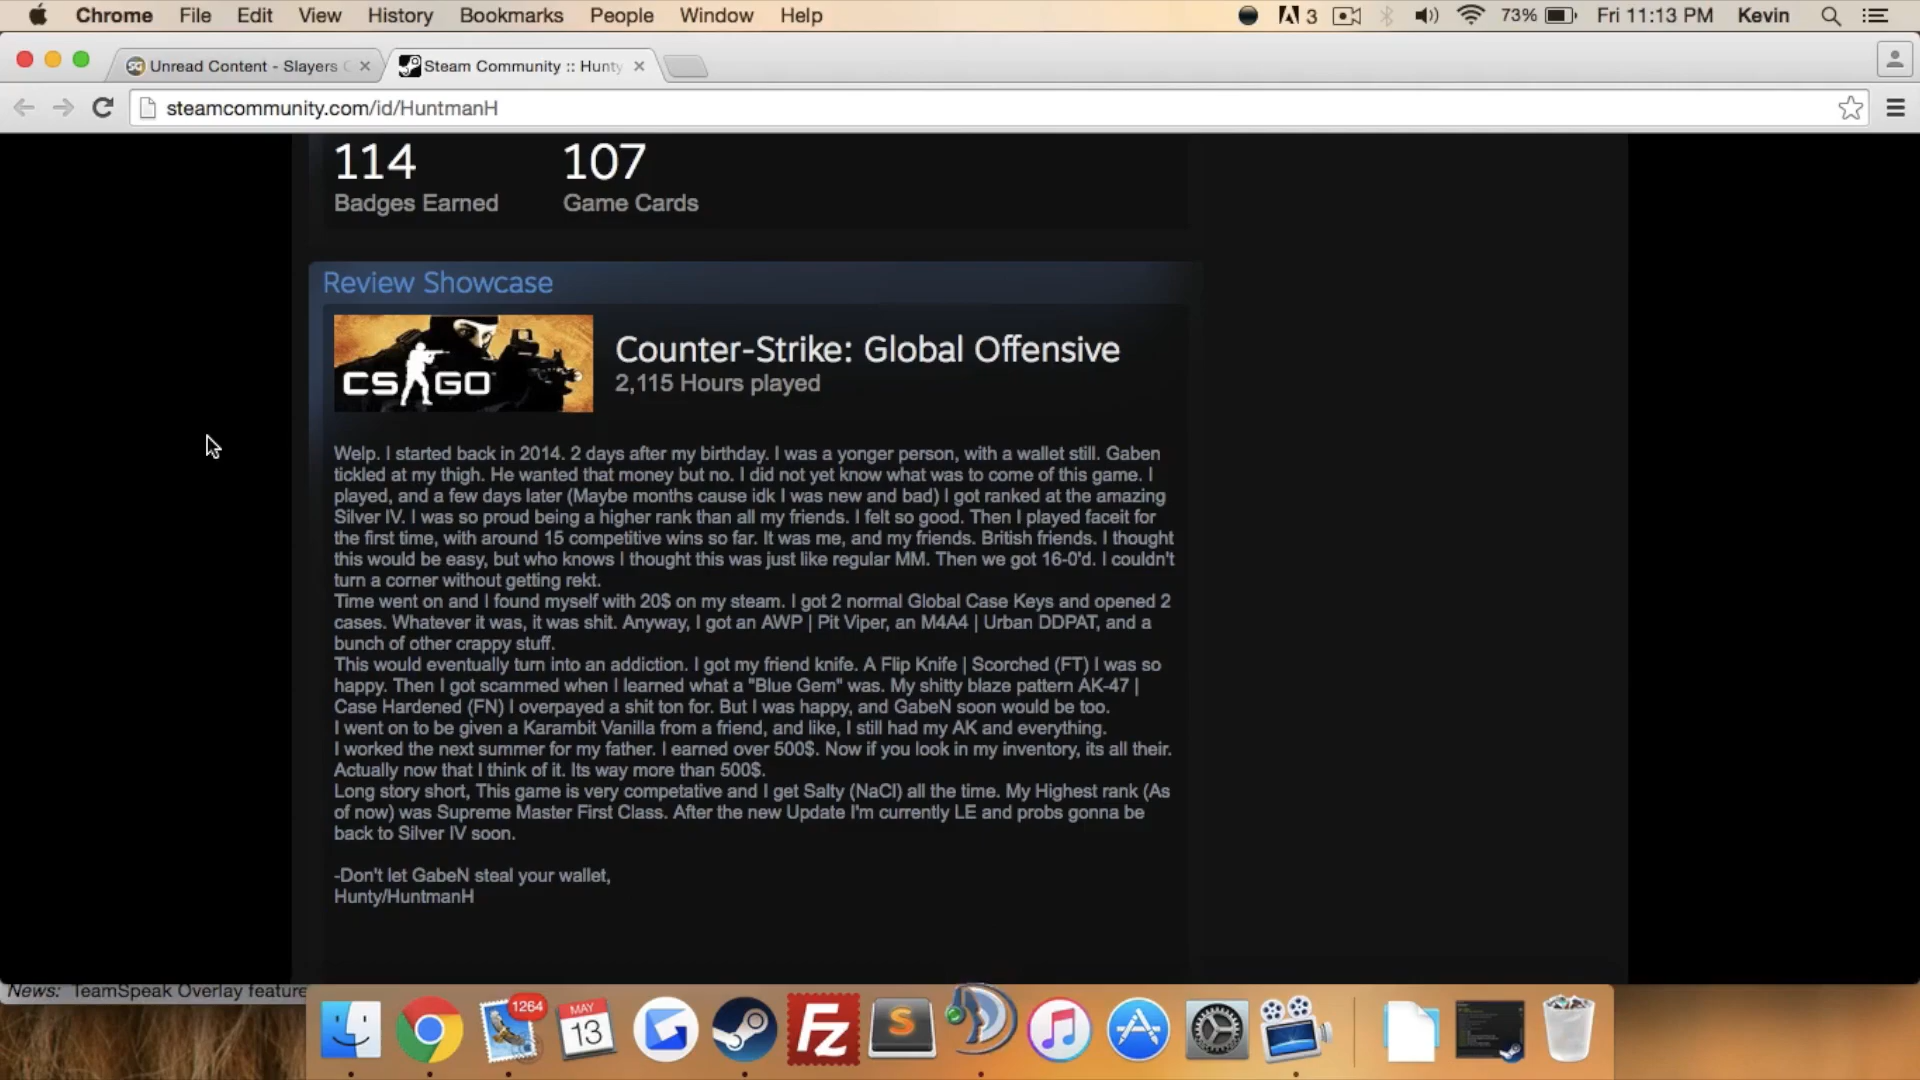 Chrome File Edit View History Bookmarks People Window Help 3 73% Fri 11:13 PM Kevin
Unread Content - Slayers Steam Community :: Hunty
steamcommunity.com/id/HuntmanH
114 107
Badges Earned Game Cards
Review Showcase
CS GO
Counter-Strike: Global Offensive
2,115 Hours played
Welp. I started back in 2014. 2 days after my birthday. I was a yonger person, with a wallet still. Gaben
tickled at my thigh. He wanted that money but no. I did not yet know what was to come of this game. I
played, and a few days later (Maybe months cause idk I was new and bad) I got ranked at the amazing
Silver IV. I was so proud being a higher rank than all my friends. I felt so good. Then I played faceit for
the first time, with around 15 competitive wins so far. It was me, and my friends. British friends. I thought
this would be easy, but who knows I thought this was just like regular MM. Then we got 16-0'd. I couldn't
turn a corner without getting rekt.
Time went on and I found myself with 20$ on my steam. I got 2 normal Global Case Keys and opened 2
cases. Whatever it was, it was shit. Anyway, I got an AWP | Pit Viper, an M4A4 | Urban DDPAT, and a
bunch of other crappy stuff.
This would eventually turn into an addiction. I got my friend knife. A Flip Knife | Scorched (FT) I was so
happy. Then I got scammed when I learned what a "Blue Gem" was. My shitty blaze pattern AK-47 |
Case Hardened (FN) I overpayed a shit ton for. But I was happy, and GabeN soon would be too.
I went on to be given a Karambit Vanilla from a friend, and like, I still had my AK and everything.
I worked the next summer for my father. I earned over 500$. Now if you look in my inventory, its all their.
Actually now that I think of it. Its way more than 500$.
Long story short, This game is very competative and I get Salty (NaCl) all the time. My Highest rank (As
of now) was Supreme Master First Class. After the new Update I'm currently LE and probs gonna be
back to Silver IV soon.
-Don't let GabeN steal your wallet,
Hunty/HuntmanH
News: TeamSpeak Overlay feature
1264
MAY
13
Fz
S